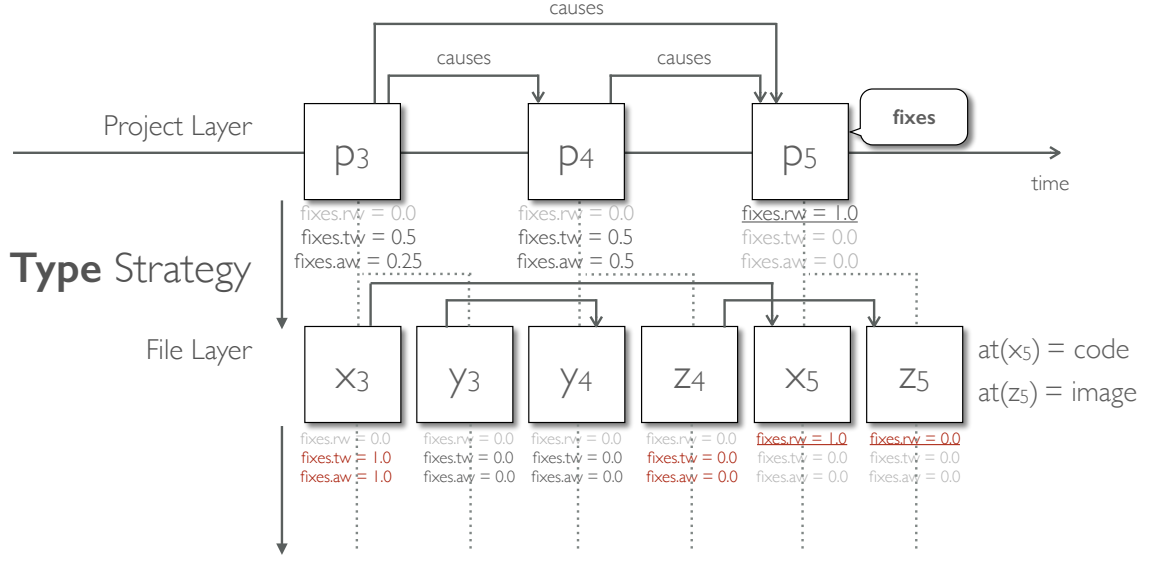 causes
causes
causes
Project Layer
p3
p4
p5
fixes
time
fixes.rw = 0.0
fixes.tw = 0.5
fixes.aw = 0.25
fixes.rw = 0.0
fixes.tw = 0.5
fixes.aw = 0.5
fixes.rw = 1.0
fixes.tw = 0.0
fixes.aw = 0.0
Type Strategy
File Layer
x3
y3
y4
z4
x5
z5
at(x5) = code
at(z5) = image
fixes.rw = 0.0
fixes.tw = 1.0
fixes.aw = 1.0
fixes.rw = 0.0
fixes.tw = 0.0
fixes.aw = 0.0
fixes.rw = 0.0
fixes.tw = 0.0
fixes.aw = 0.0
fixes.rw = 0.0
fixes.tw = 0.0
fixes.aw = 0.0
fixes.rw = 1.0
fixes.tw = 0.0
fixes.aw = 0.0
fixes.rw = 0.0
fixes.tw = 0.0
fixes.aw = 0.0